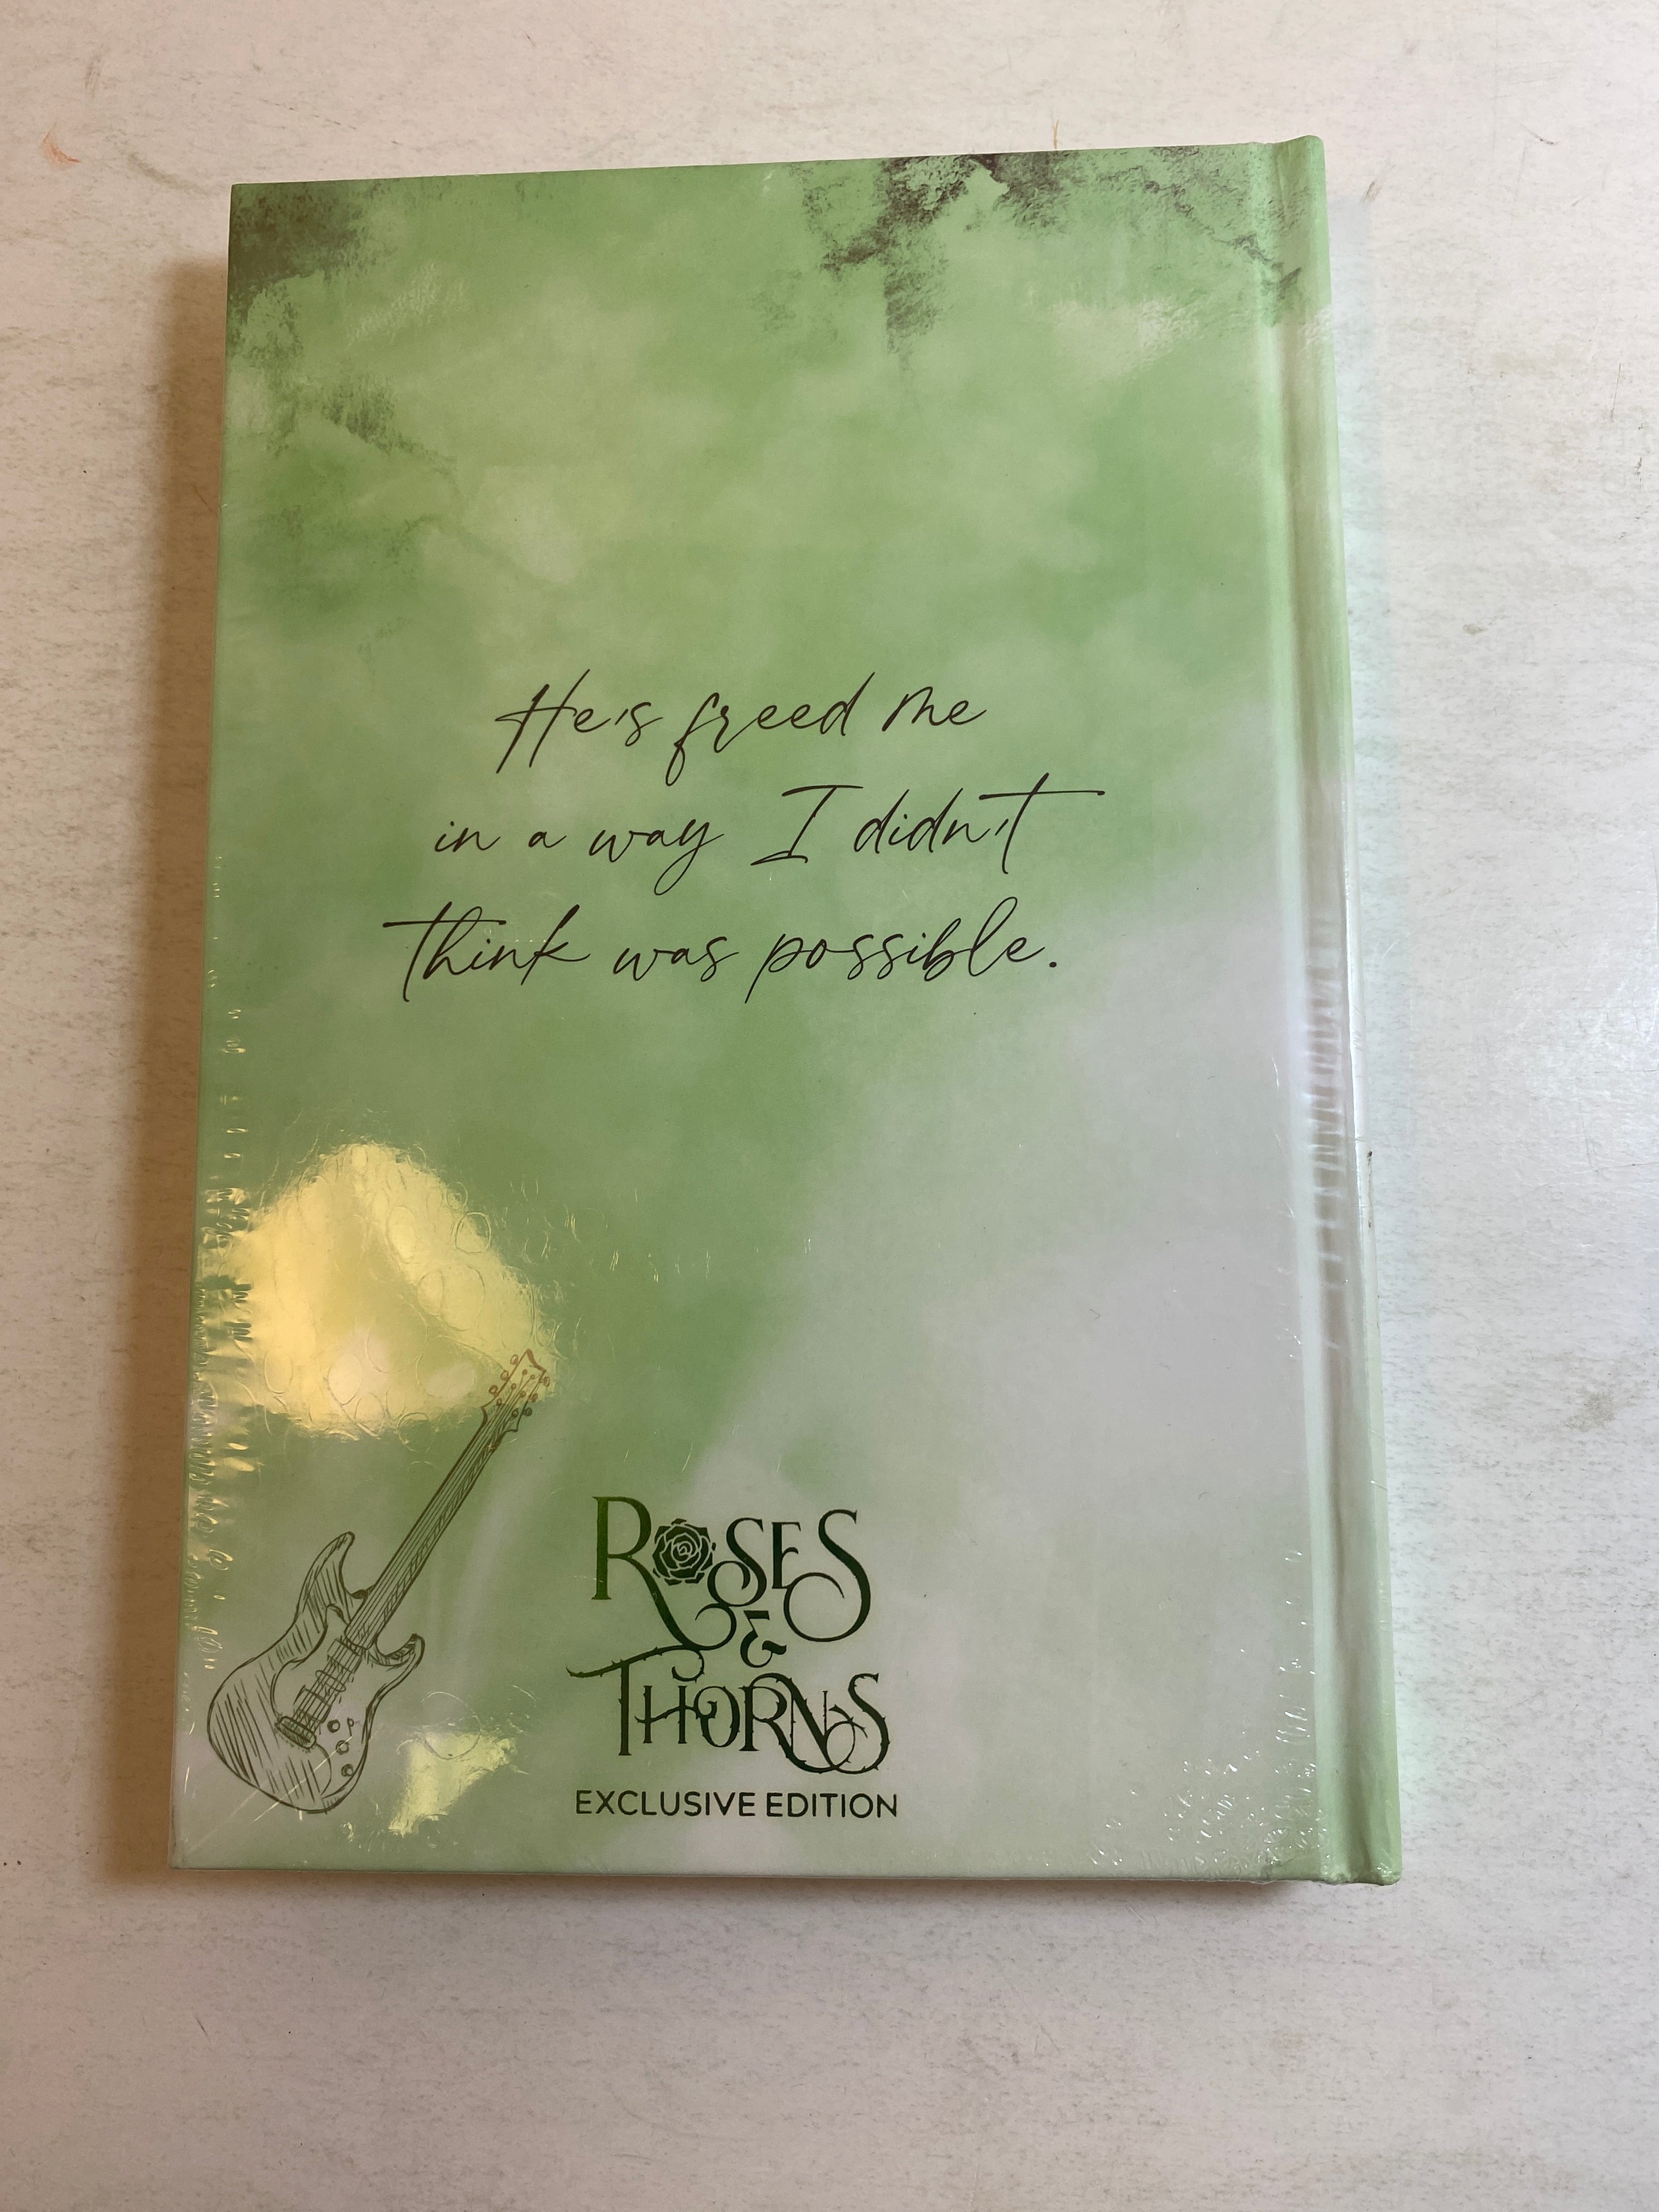 He's freed me
in a way I didn't
think was possible.
ROSES
&
THORNS
EXCLUSIVE EDITION